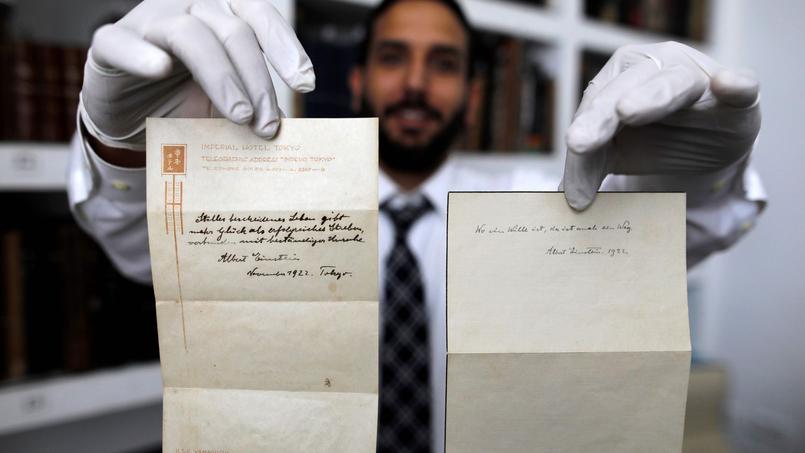 IMPERIAL HOTEL TOKYO
TELEGRAPHIC ADDRESS "IMPEHO TOKYO"
Stilles bescheidenes Leben gibt
mehr Glück als erfolgreiches Streben,
verbunden mit beständiger Unruhe.
Albert Einstein
November 1922. Tokyo.
Wo ein Wille ist, da ist auch ein Weg.
Albert Einstein. 1922.